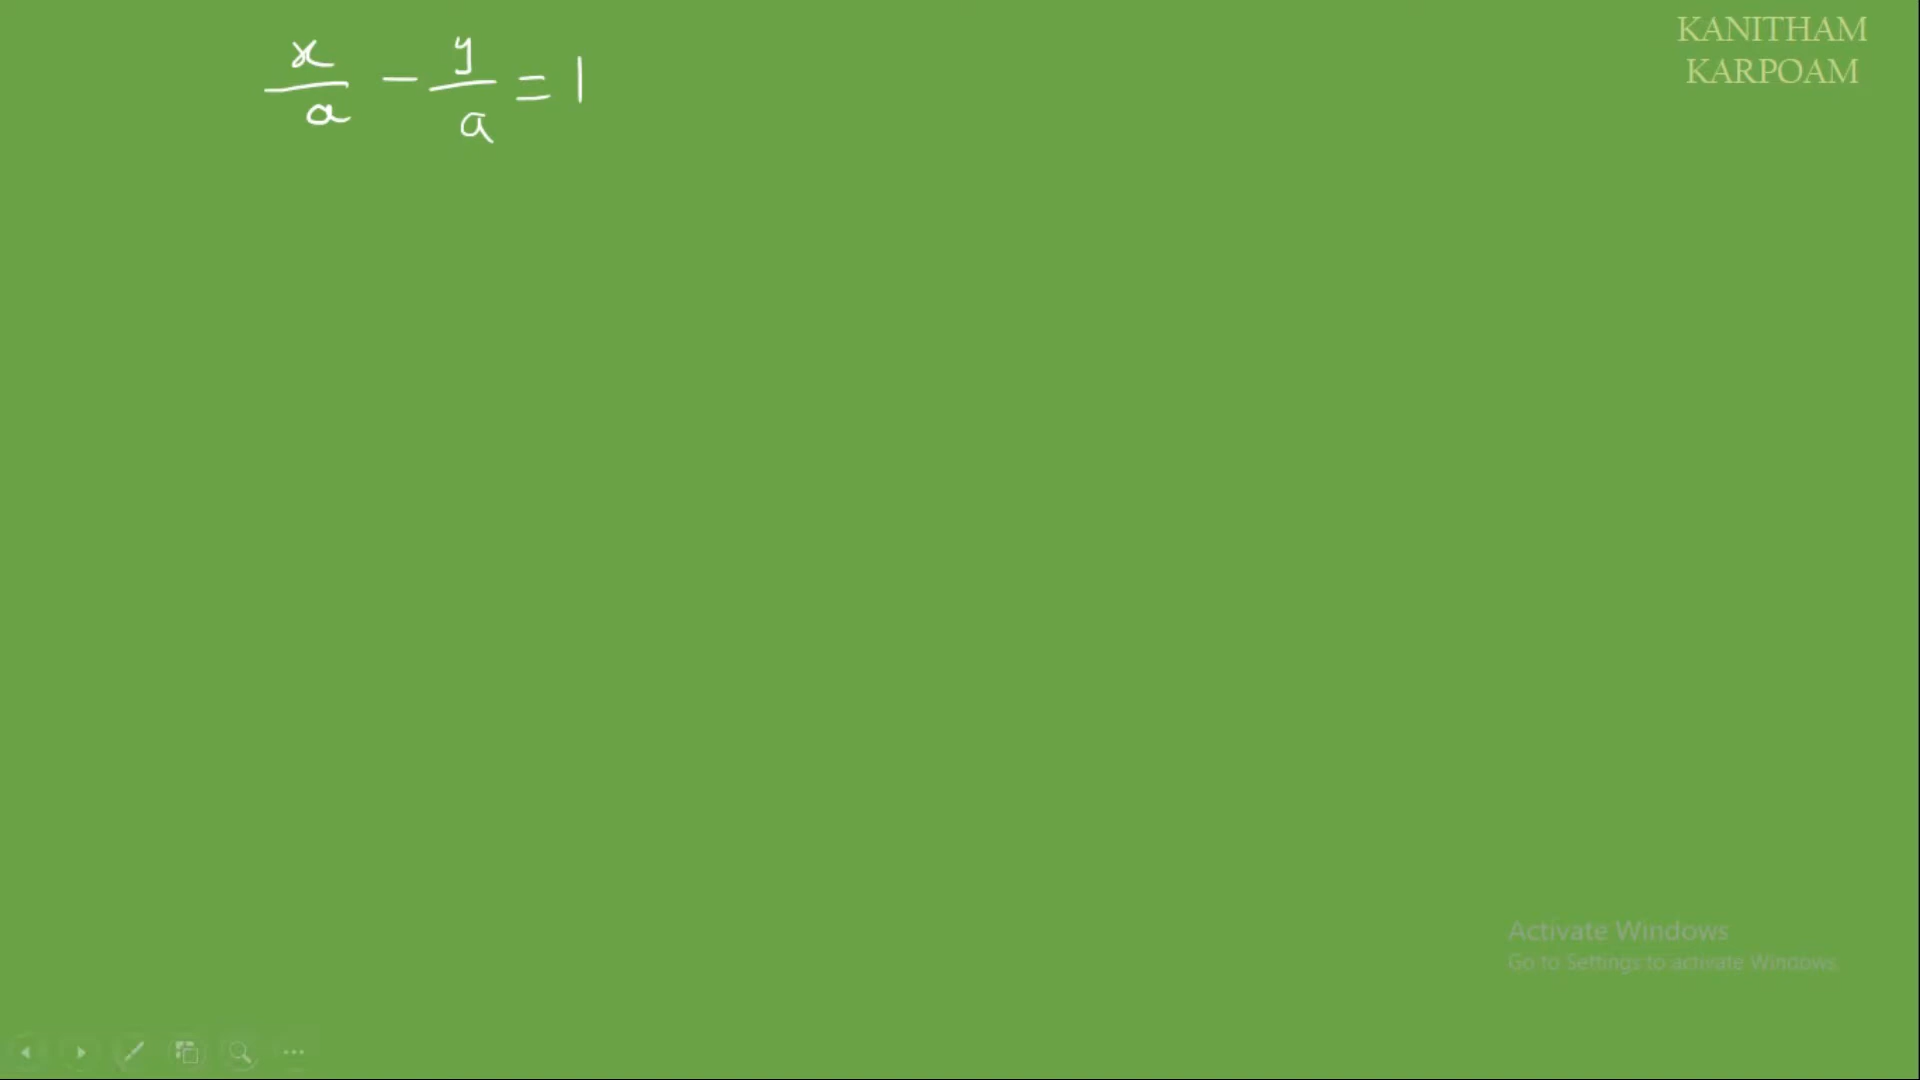 x/a - y/a = 1
KANITHAM
KARPOAM
Activate Windows
Go to Settings to activate Windows.